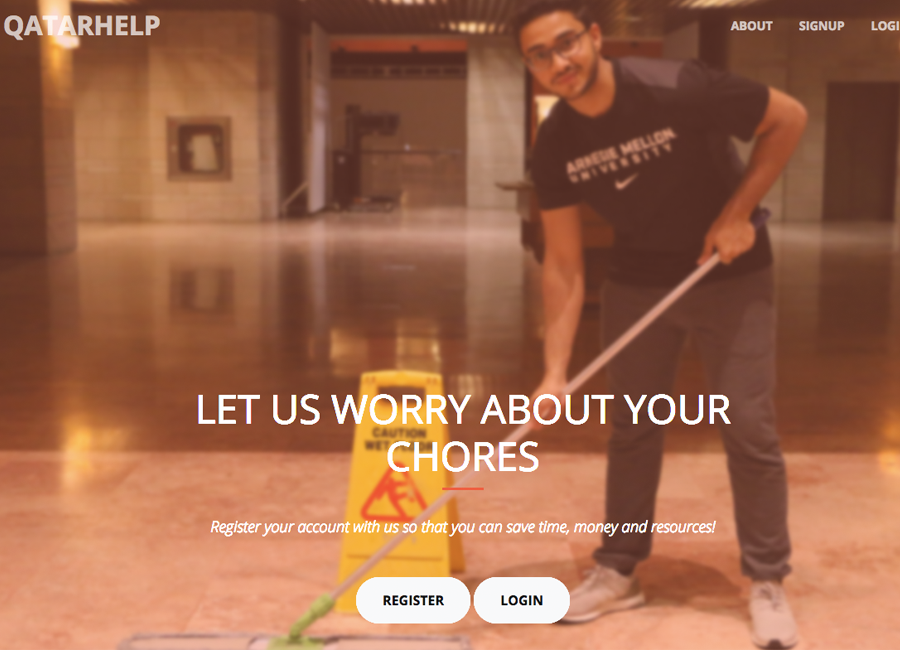 QATARHELP
ABOUT SIGNUP LOGI
ARNEGIE MELLON
UNIVERSITY
LET US WORRY ABOUT YOUR
CHORES
CAUTION
Register your account with us so that you can save time, money and resources!
REGISTER LOGIN